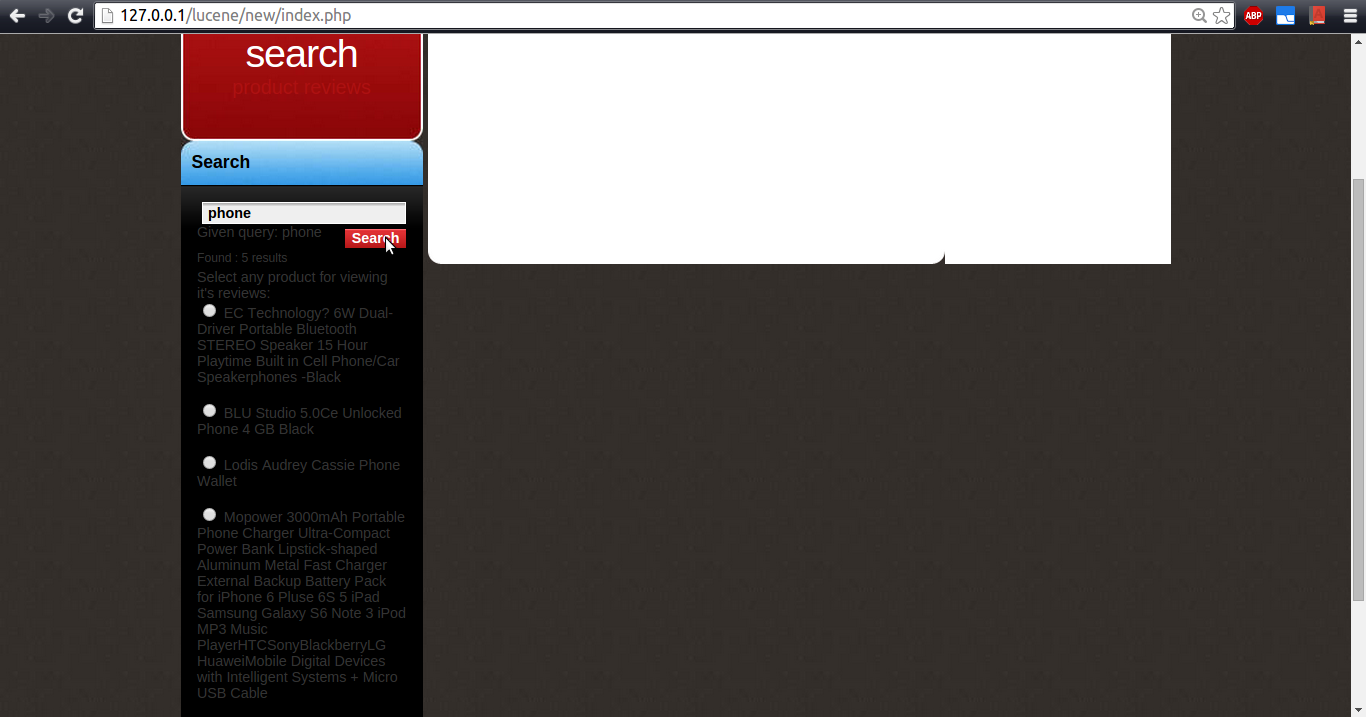 127.0.0.1/lucene/new/index.php
ABP
search
product reviews
Search
phone
Given query: phone
Search
Found : 5 results
Select any product for viewing
it's reviews:
EC Technology? 6W Dual-
Driver Portable Bluetooth
STEREO Speaker 15 Hour
Playtime Built in Cell Phone/Car
Speakerphones -Black
BLU Studio 5.0Ce Unlocked
Phone 4 GB Black
Lodis Audrey Cassie Phone
Wallet
Mopower 3000mAh Portable
Phone Charger Ultra-Compact
Power Bank Lipstick-shaped
Aluminum Metal Fast Charger
External Backup Battery Pack
for iPhone 6 Pluse 6S 5 iPad
Samsung Galaxy S6 Note 3 iPod
MP3 Music
PlayerHTCSonyBlackberryLG
HuaweiMobile Digital Devices
with Intelligent Systems + Micro
USB Cable